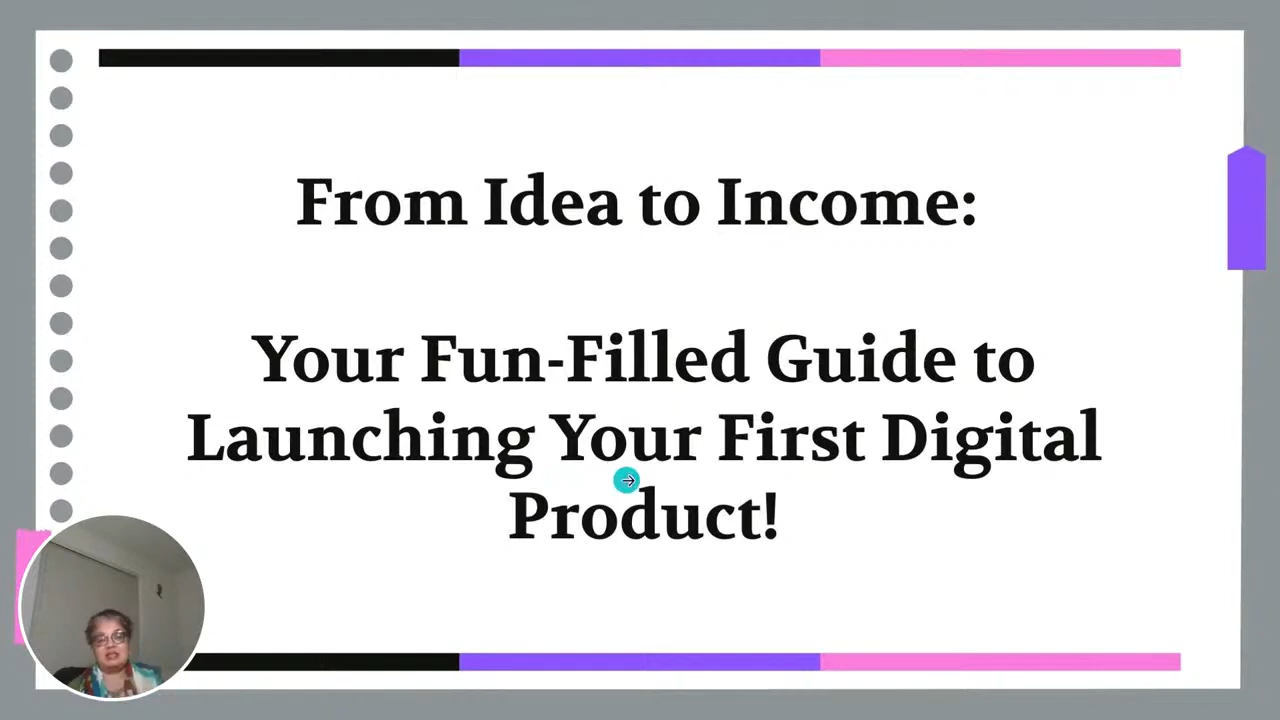 From Idea to Income:
Your Fun-Filled Guide to
Launching Your First Digital
Product!